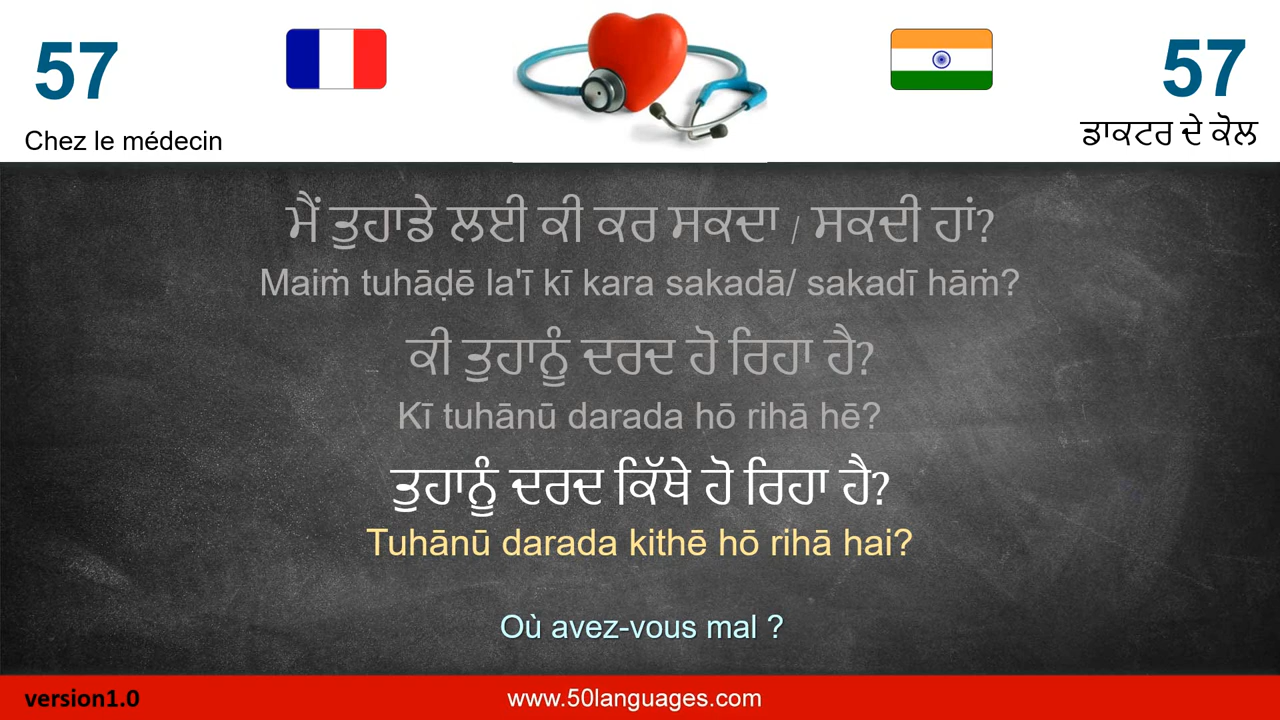 57
57
Chez le médecin
ਡਾਕਟਰ ਦੇ ਕੋਲ
ਮੈਂ ਤੁਹਾਡੇ ਲਈ ਕੀ ਕਰ ਸਕਦਾ / ਸਕਦੀ ਹਾਂ?
Maiṁ tuhāḍē la'ī kī kara sakadā/ sakadī hāṁ?
ਕੀ ਤੁਹਾਨੂੰ ਦਰਦ ਹੋ ਰਿਹਾ ਹੈ?
Kī tuhānū darada hō rihā hē?
ਤੁਹਾਨੂੰ ਦਰਦ ਕਿੱਥੇ ਹੋ ਰਿਹਾ ਹੈ?
Tuhānū darada kithē hō rihā hai?
Où avez-vous mal ?
version1.0
www.50languages.com